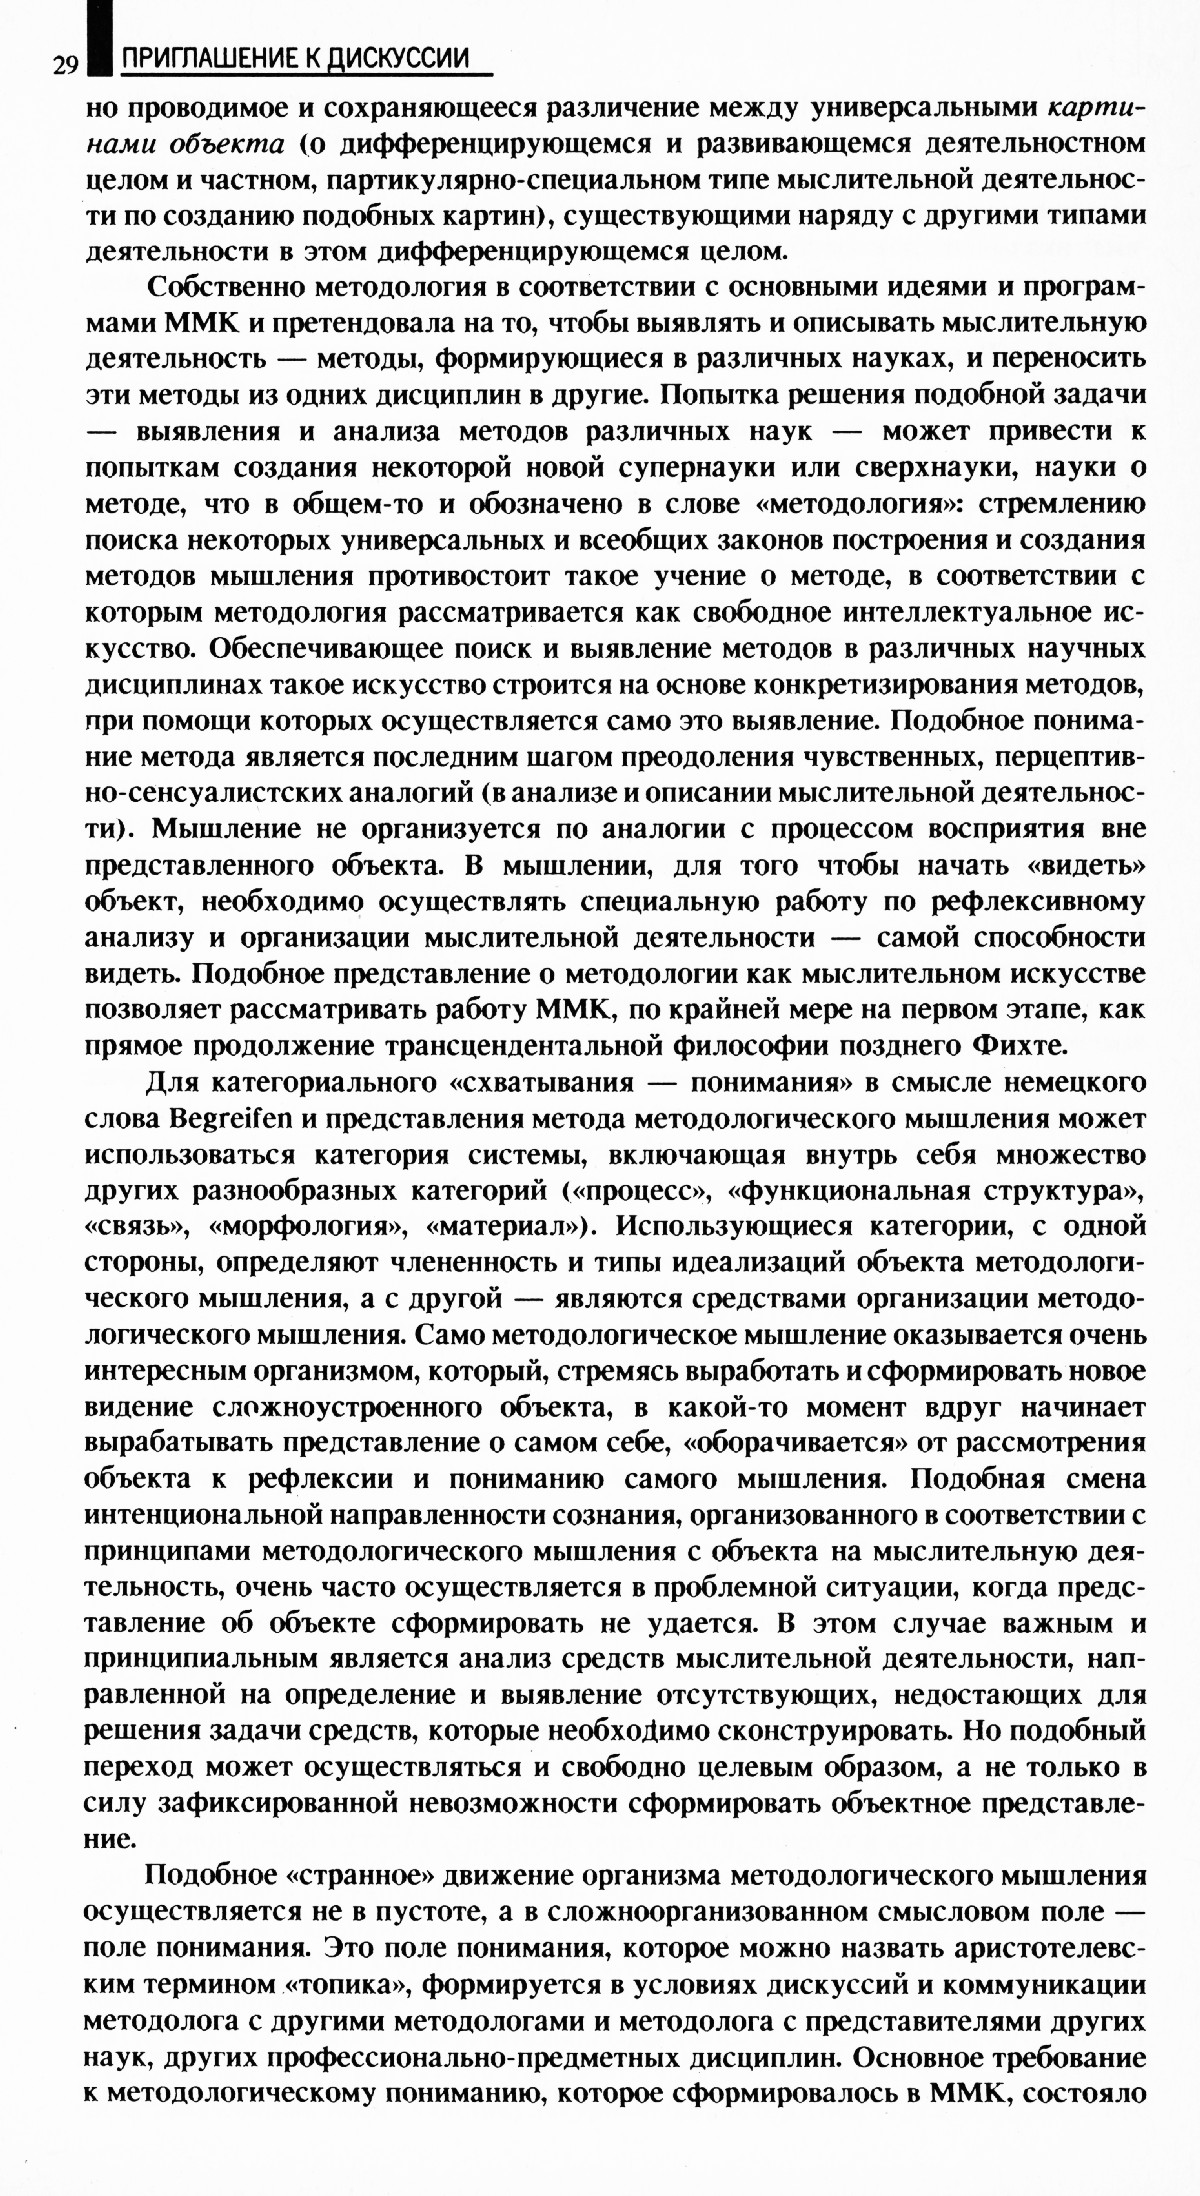 29
ПРИГЛАШЕНИЕ К ДИСКУССИИ
но проводимое и сохраняющееся различение между универсальными карти-
нами объекта (о дифференцирующемся и развивающемся деятельностном
целом и частном, партикулярно-специальном типе мыслительной деятельнос-
ти по созданию подобных картин), существующими наряду с другими типами
деятельности в этом дифференцирующемся целом.
Собственно методология в соответствии с основными идеями и програм-
мами ММК и претендовала на то, чтобы выявлять и описывать мыслительную
деятельность — методы, формирующиеся в различных науках, и переносить
эти методы из одних дисциплин в другие. Попытка решения подобной задачи
— выявления и анализа методов различных наук — может привести к
попыткам создания некоторой новой супернауки или сверхнауки, науки о
методе, что в общем-то и обозначено в слове «методология»: стремлению
поиска некоторых универсальных и всеобщих законов построения и создания
методов мышления противостоит такое учение о методе, в соответствии с
которым методология рассматривается как свободное интеллектуальное ис-
кусство. Обеспечивающее поиск и выявление методов в различных научных
дисциплинах такое искусство строится на основе конкретизирования методов,
при помощи которых осуществляется само это выявление. Подобное понима-
ние метода является последним шагом преодоления чувственных, перцептив-
но-сенсуалистских аналогий (в анализе и описании мыслительной деятельнос-
ти). Мышление не организуется по аналогии с процессом восприятия вне
представленного объекта. В мышлении, для того чтобы начать «видеть»
объект, необходимо осуществлять специальную работу по рефлексивному
анализу и организации мыслительной деятельности — самой способности
видеть. Подобное представление о методологии как мыслительном искусстве
позволяет рассматривать работу ММК, по крайней мере на первом этапе, как
прямое продолжение трансцендентальной философии позднего Фихте.
Для категориального «схватывания — понимания» в смысле немецкого
слова Begreifen и представления метода методологического мышления может
использоваться категория системы, включающая внутрь себя множество
других разнообразных категорий («процесс», «функциональная структура»,
«связь», «морфология», «материал»). Использующиеся категории, с одной
стороны, определяют члененность и типы идеализаций объекта методологи-
ческого мышления, а с другой — являются средствами организации методо-
логического мышления. Само методологическое мышление оказывается очень
интересным организмом, который, стремясь выработать и сформировать новое
видение сложноустроенного объекта, в какой-то момент вдруг начинает
вырабатывать представление о самом себе, «оборачивается» от рассмотрения
объекта к рефлексии и пониманию самого мышления. Подобная смена
интенциональной направленности сознания, организованного в соответствии с
принципами методологического мышления с объекта на мыслительную дея-
тельность, очень часто осуществляется в проблемной ситуации, когда предс-
тавление об объекте сформировать не удается. В этом случае важным и
принципиальным является анализ средств мыслительной деятельности, нап-
равленной на определение и выявление отсутствующих, недостающих для
решения задачи средств, которые необходимо сконструировать. Но подобный
переход может осуществляться и свободно целевым образом, а не только в
силу зафиксированной невозможности сформировать объектное представле-
ние.
Подобное «странное» движение организма методологического мышления
осуществляется не в пустоте, а в сложноорганизованном смысловом поле —
поле понимания. Это поле понимания, которое можно назвать аристотелевс-
ким термином «топика», формируется в условиях дискуссий и коммуникации
методолога с другими методологами и методолога с представителями других
наук, других профессионально-предметных дисциплин. Основное требование
к методологическому пониманию, которое сформировалось в ММК, состояло